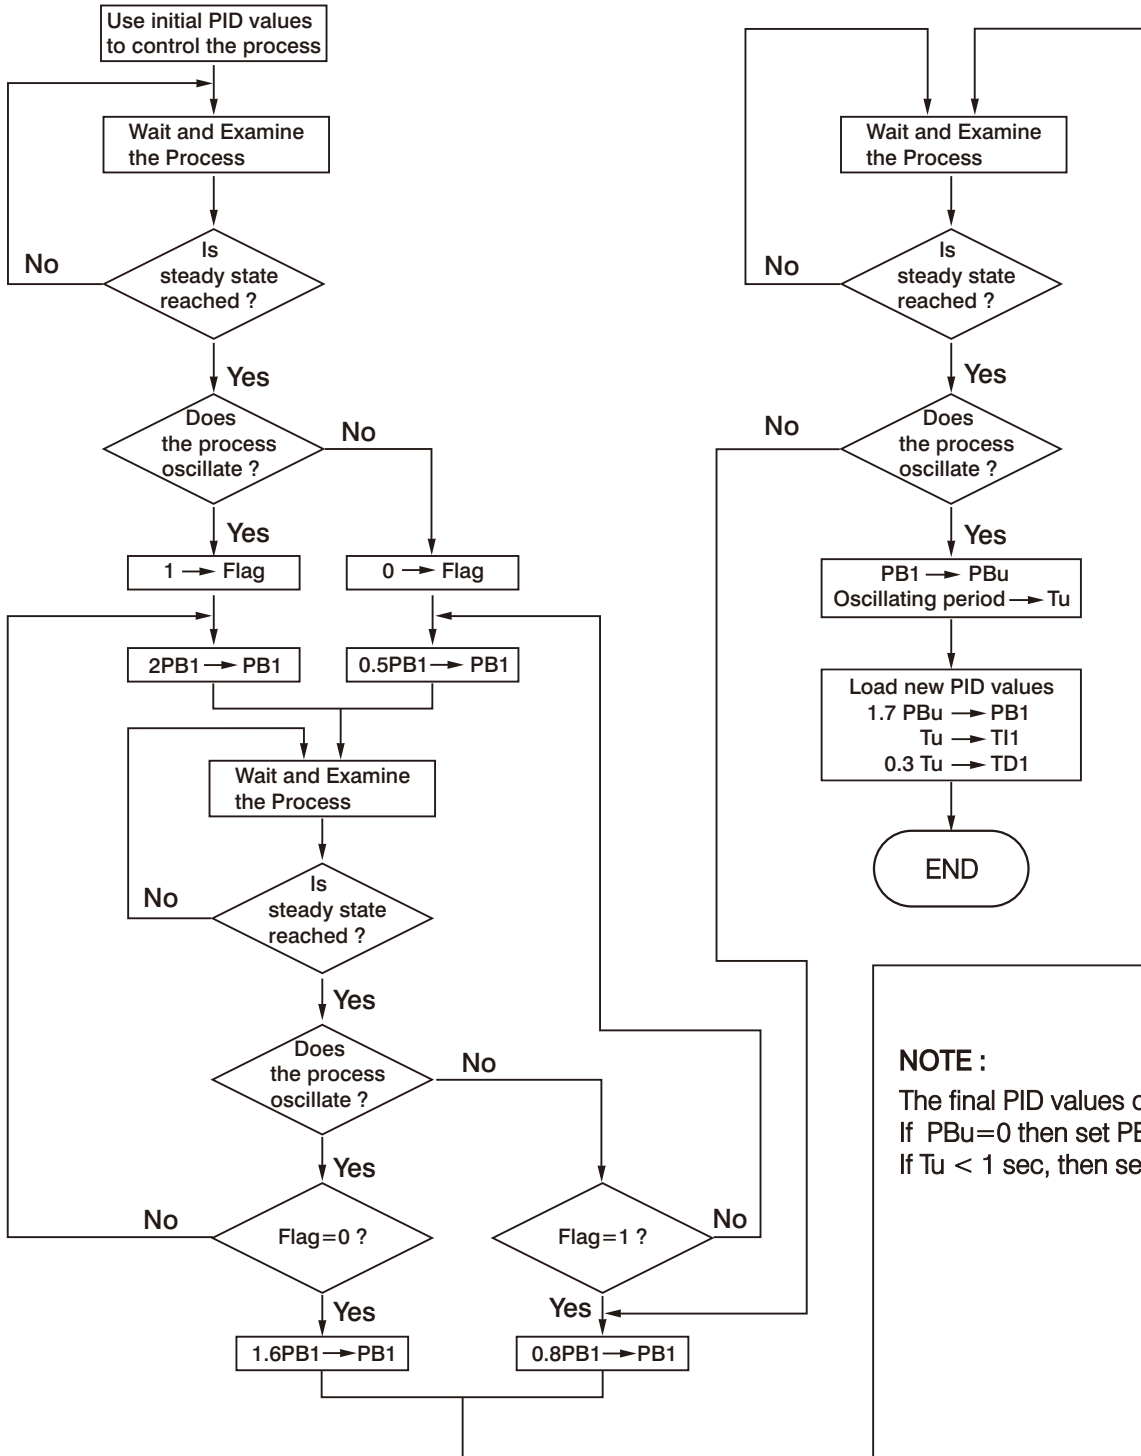 Use initial PID values
to control the process
Wait and Examine
the Process
Is
steady state
reached ?
No
Yes
Does
the process
oscillate ?
No
Yes
1 → Flag
0 → Flag
2PB1 → PB1
0.5PB1 → PB1
Wait and Examine
the Process
Is
steady state
reached ?
No
Yes
Does
the process
oscillate ?
No
Yes
Flag=0 ?
No
Yes
Flag=1 ?
No
Yes
1.6PB1 → PB1
0.8PB1 → PB1
Wait and Examine
the Process
Is
steady state
reached ?
No
Yes
Does
the process
oscillate ?
No
Yes
PB1 → PBu
Oscillating period → Tu
Load new PID values
1.7 PBu → PB1
Tu → TI1
0.3 Tu → TD1
END
NOTE :
The final PID values
If PBu=0 then set
If Tu < 1 sec, then